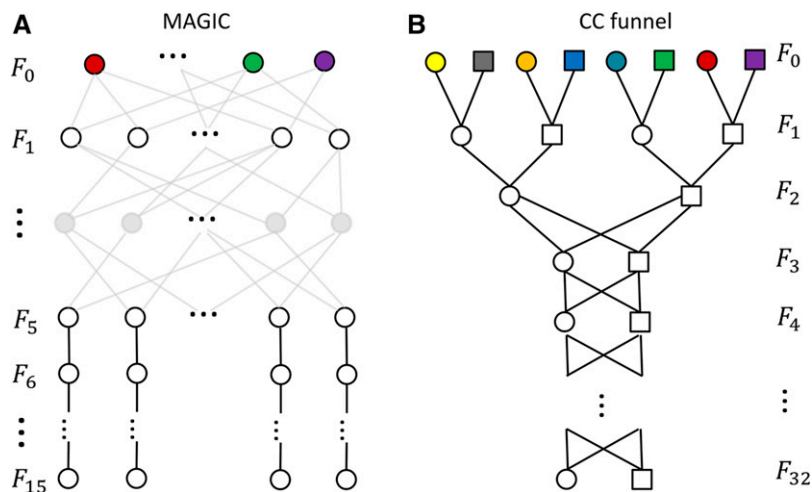 A MAGIC
F₀ ...
F₁ ...
⋮ ...
F₅ ...
F₆
⋮ ⋮ ⋮ ⋮ ⋮
F₁₅
B CC funnel
F₀
F₁
F₂
F₃
F₄
⋮ ⋮
F₃₂